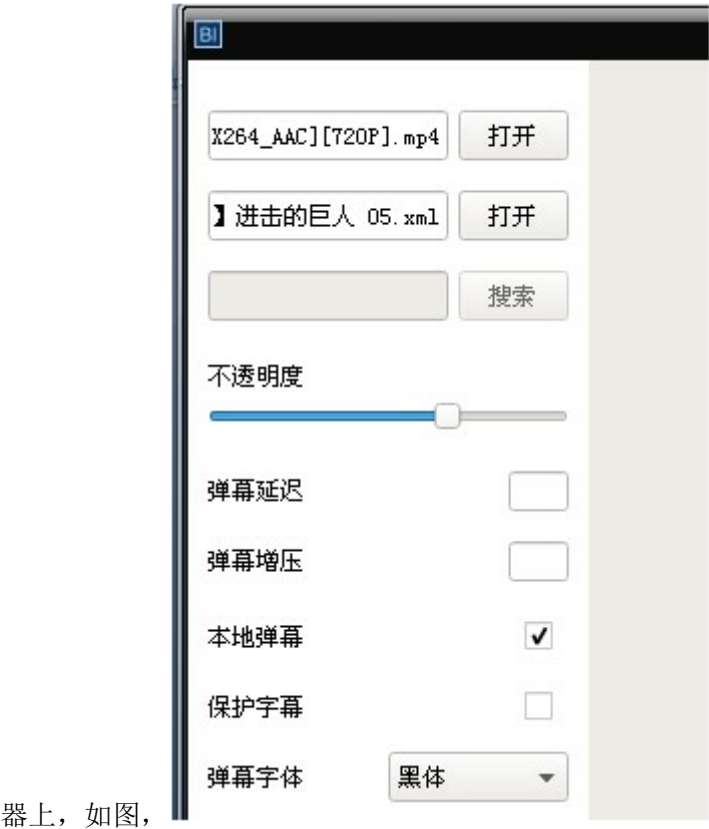 BI
X264_AAC][720P].mp4 打开
】进击的巨人 05.xml 打开
搜索
不透明度
弹幕延迟
弹幕增压
本地弹幕
保护字幕
弹幕字体 黑体
器上，如图，